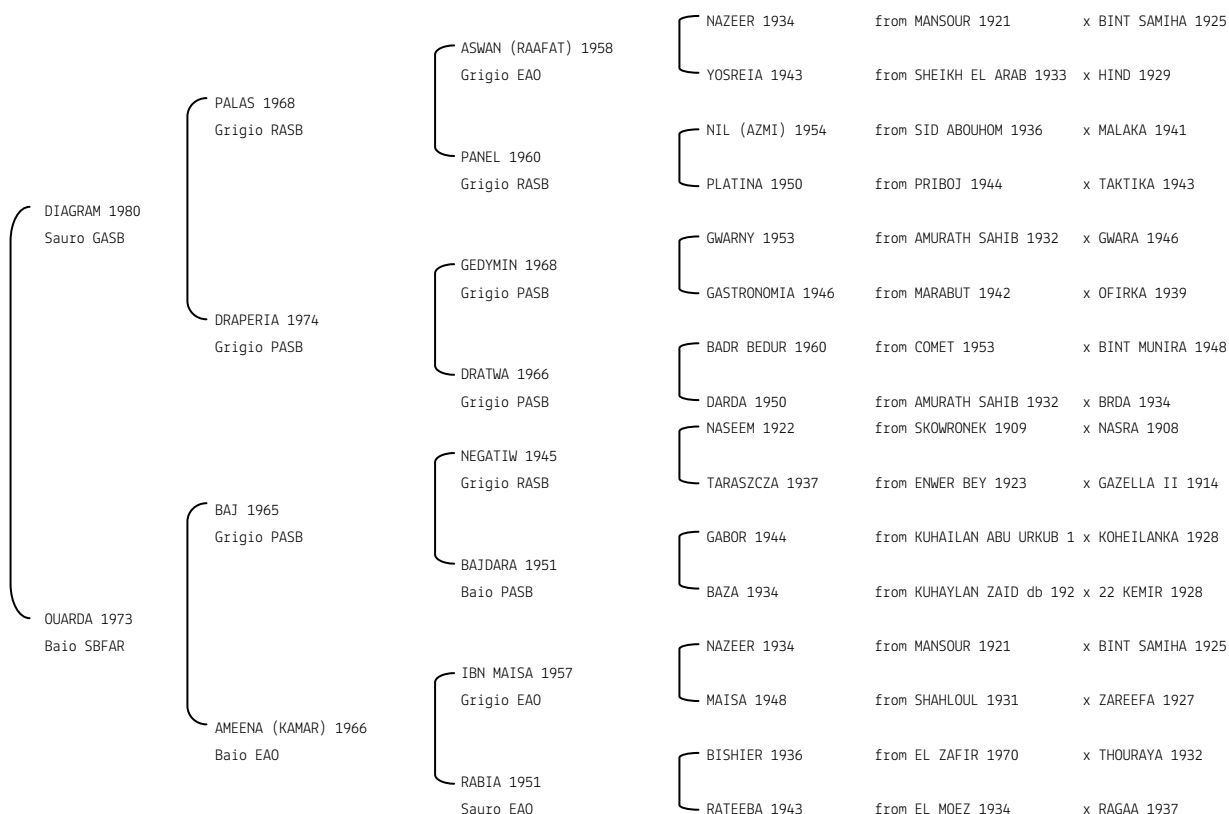 NAZEER 1934 from MANSOUR 1921 x BINT SAMIHA 1925
ASWAN (RAAFAT) 1958
Grigio EAO
YOSREIA 1943 from SHEIKH EL ARAB 1933 x HIND 1929
PALAS 1968
Grigio RASB
NIL (AZMI) 1954 from SID ABOUHOM 1936 x MALAKA 1941
PANEL 1960
Grigio RASB
PLATINA 1950 from PRIBOJ 1944 x TAKTIKA 1943
DIAGRAM 1980
Sauro GASB
GWARNY 1953 from AMURATH SAHIB 1932 x GWARA 1946
GEDYMIN 1968
Grigio PASB
GASTRONOMIA 1946 from MARABUT 1942 x OFIRKA 1939
DRAPERIA 1974
Grigio PASB
BADR BEDUR 1960 from COMET 1953 x BINT MUNIRA 1948
DRATWA 1966
Grigio PASB
DARDA 1950 from AMURATH SAHIB 1932 x BRDA 1934
NASEEM 1922 from SKOWRONEK 1909 x NASRA 1908
NEGATIW 1945
Grigio RASB
TARASZCZA 1937 from ENWER BEY 1923 x GAZELLA II 1914
BAJ 1965
Grigio PASB
GABOR 1944 from KUHAILAN ABU URKUB 1 x KOHEILANKA 1928
BAJDARA 1951
Baio PASB
BAZA 1934 from KUHAYLAN ZAID db 192 x 22 KEMIR 1928
OUARDA 1973
Baio SBFAR
NAZEER 1934 from MANSOUR 1921 x BINT SAMIHA 1925
IBN MAISA 1957
Grigio EAO
MAISA 1948 from SHAHLOUL 1931 x ZAREEFA 1927
AMEENA (KAMAR) 1966
Baio EAO
BISHIER 1936 from EL ZAFIR 1970 x THOURAYA 1932
RABIA 1951
Sauro EAO
RATEEBA 1943 from EL MOEZ 1934 x RAGAA 1937